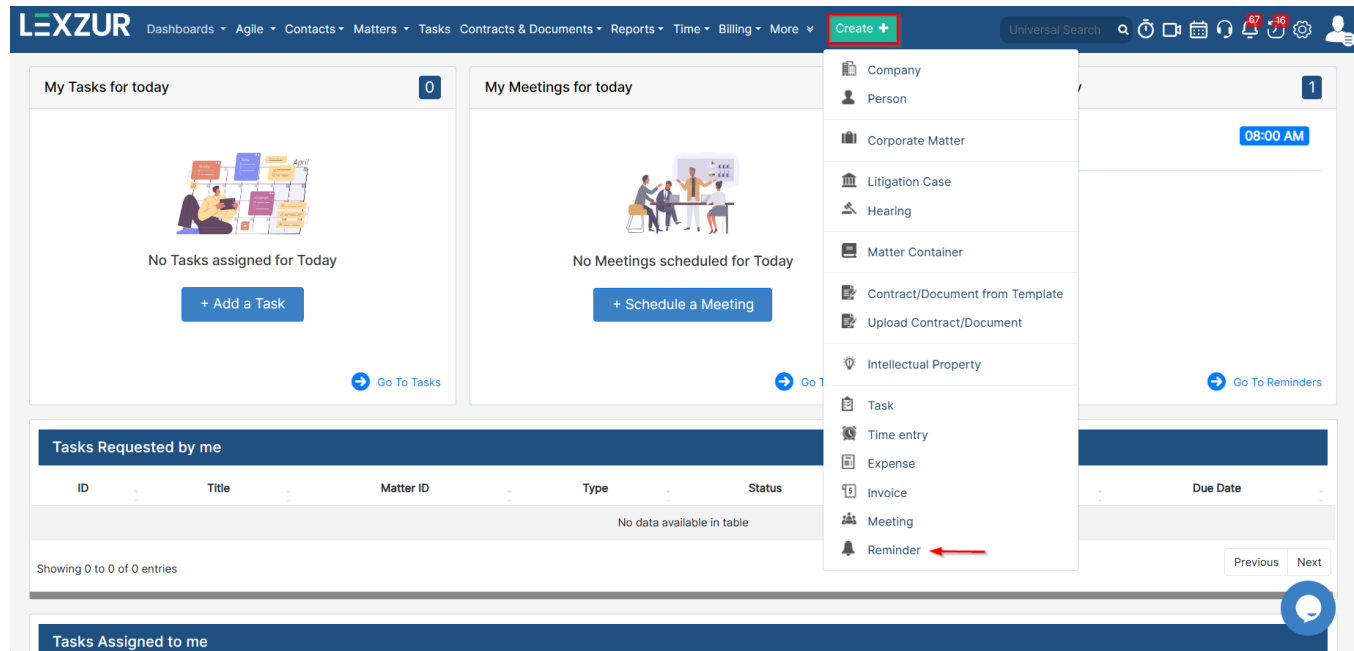 LEXZUR Dashboards Agile Contacts Matters Tasks Contracts & Documents Reports Time Billing More Create + Universal Search 67 -16
My Tasks for today 0
My Meetings for today
y 1
08:00 AM
April
No Tasks assigned for Today
+ Add a Task
Go To Tasks
No Meetings scheduled for Today
+ Schedule a Meeting
Go T
Go To Reminders
Company
Person
Corporate Matter
Litigation Case
Hearing
Matter Container
Contract/Document from Template
Upload Contract/Document
Intellectual Property
Task
Time entry
Expense
Invoice
Meeting
Reminder
Tasks Requested by me
ID Title Matter ID Type Status Due Date
No data available in table
Showing 0 to 0 of 0 entries
Previous Next
Tasks Assigned to me